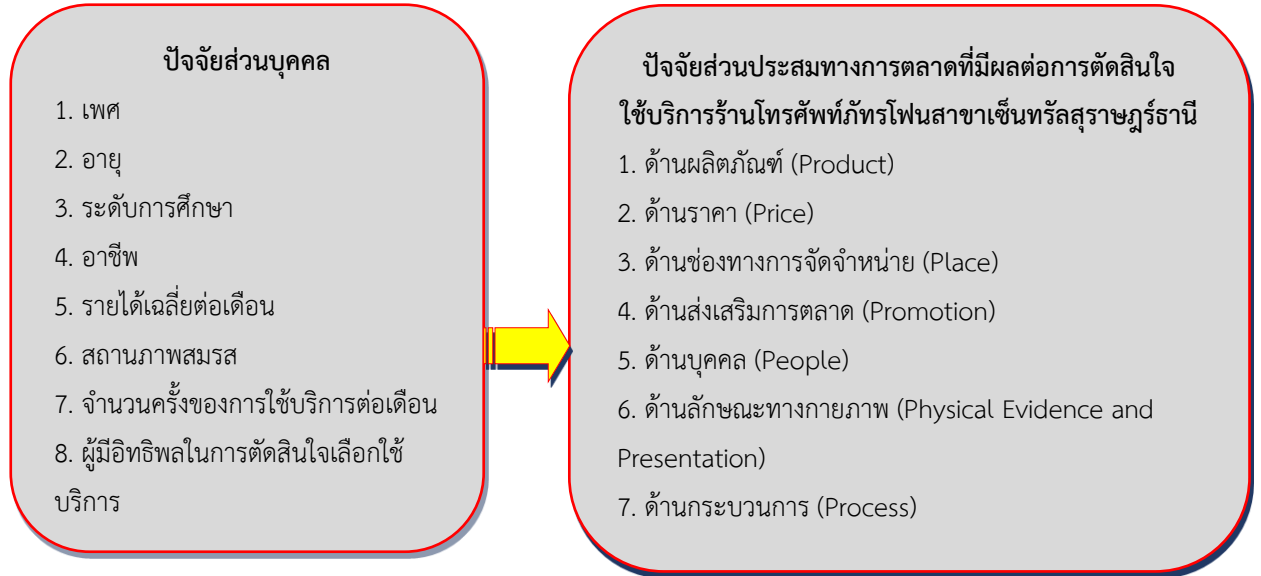 ปัจจัยส่วนบุคคล
1. เพศ
2. อายุ
3. ระดับการศึกษา
4. อาชีพ
5. รายได้เฉลี่ยต่อเดือน
6. สถานภาพสมรส
7. จำนวนครั้งของการใช้บริการต่อเดือน
8. ผู้มีอิทธิพลในการตัดสินใจเลือกใช้
บริการ
ปัจจัยส่วนประสมทางการตลาดที่มีผลต่อการตัดสินใจ
ใช้บริการร้านโทรศัพท์ภัทรโฟนสาขาเซ็นทรัลสุราษฎร์ธานี
1. ด้านผลิตภัณฑ์ (Product)
2. ด้านราคา (Price)
3. ด้านช่องทางการจัดจำหน่าย (Place)
4. ด้านส่งเสริมการตลาด (Promotion)
5. ด้านบุคคล (People)
6. ด้านลักษณะทางกายภาพ (Physical Evidence and
Presentation)
7. ด้านกระบวนการ (Process)